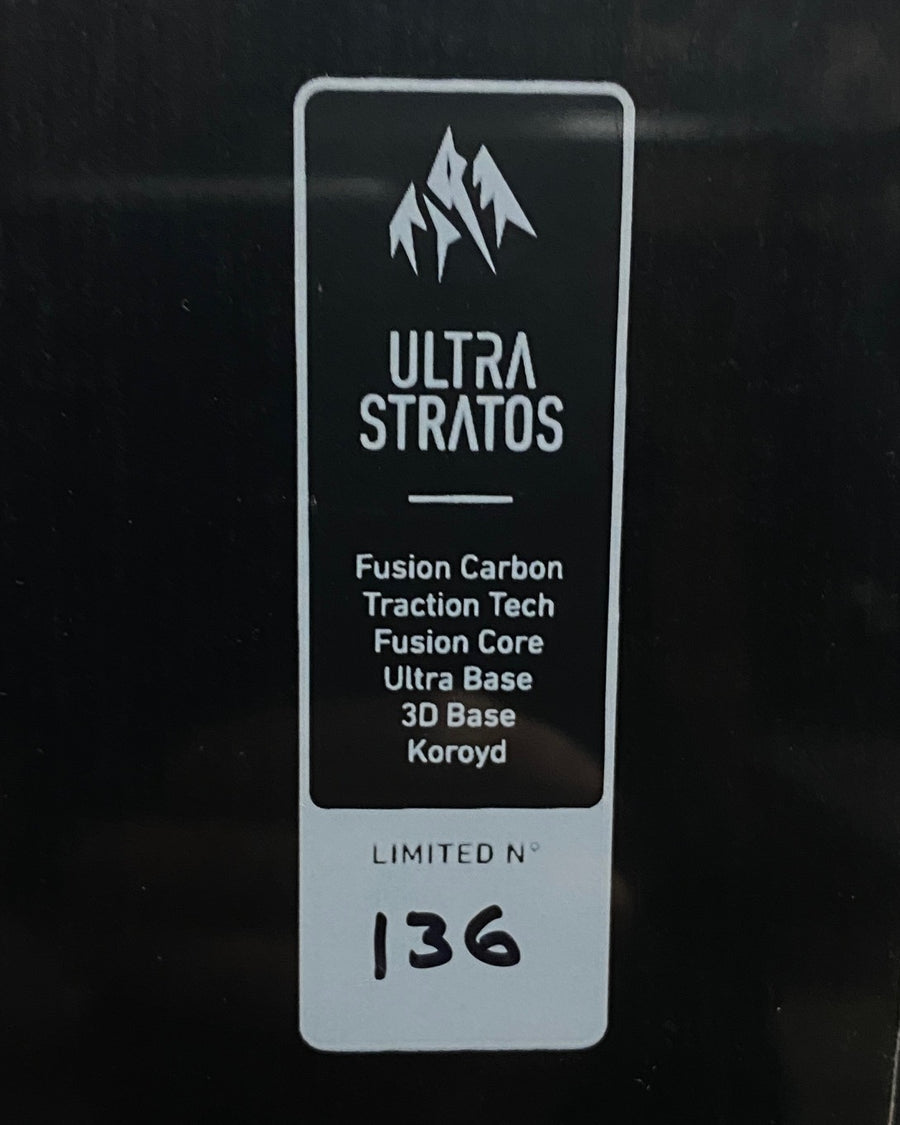 ULTRA
STRATOS
Fusion Carbon
Traction Tech
Fusion Core
Ultra Base
3D Base
Koroyd
LIMITED N°
136